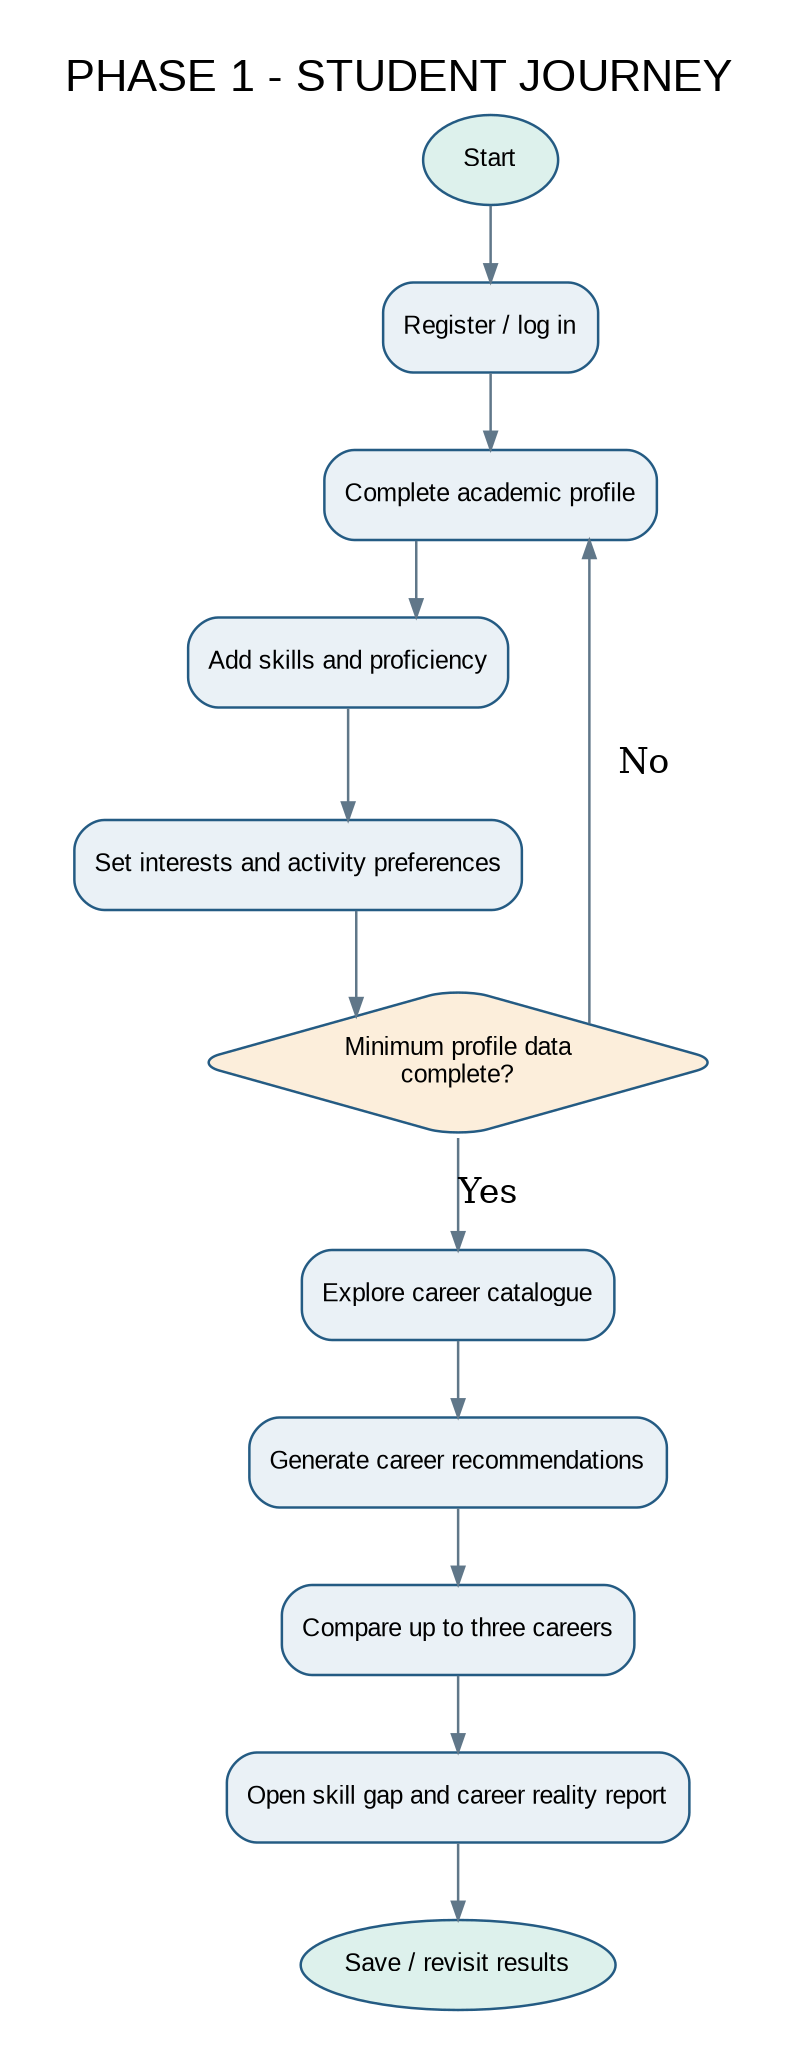 PHASE 1 - STUDENT JOURNEY
Start
Register / log in
Complete academic profile
Add skills and proficiency
No
Set interests and activity preferences
Minimum profile data
complete?
Yes
Explore career catalogue
Generate career recommendations
Compare up to three careers
Open skill gap and career reality report
Save / revisit results